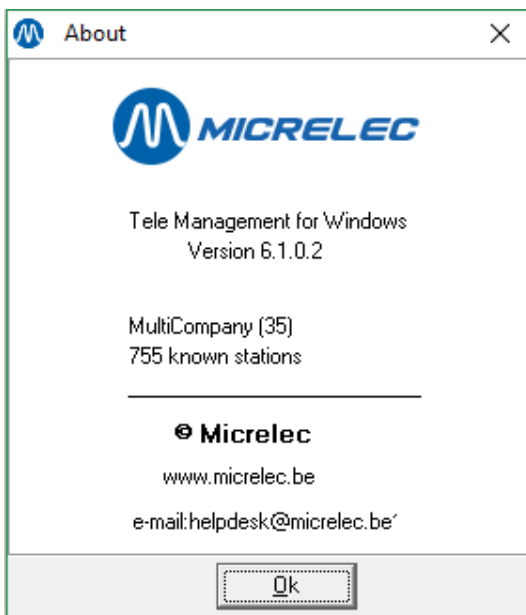 About
MICRELEC
Tele Management for Windows
Version 6.1.0.2
MultiCompany (35)
755 known stations
© Micrelec
www.micrelec.be
e-mail:helpdesk@micrelec.be´
Ok